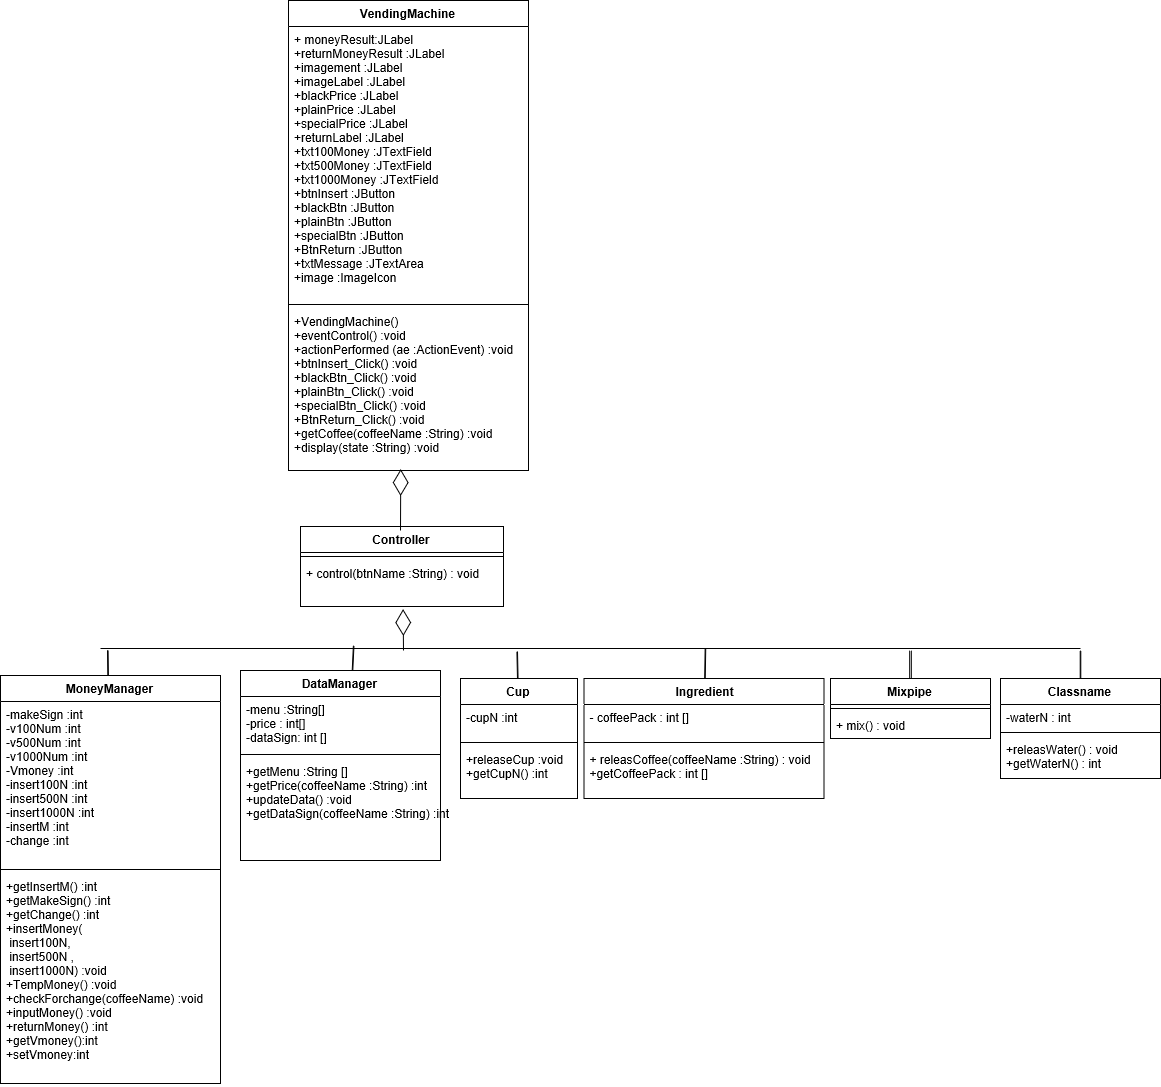 VendingMachine
+ moneyResult:JLabel
+returnMoneyResult :JLabel
+imagement :JLabel
+imageLabel :JLabel
+blackPrice :JLabel
+plainPrice :JLabel
+specialPrice :JLabel
+returnLabel :JLabel
+txt100Money :JTextField
+txt500Money :JTextField
+txt1000Money :JTextField
+btnInsert :JButton
+blackBtn :JButton
+plainBtn :JButton
+specialBtn :JButton
+BtnReturn :JButton
+txtMessage :JTextArea
+image :ImageIcon
+VendingMachine()
+eventControl() :void
+actionPerformed (ae :ActionEvent) :void
+btnInsert_Click() :void
+blackBtn_Click() :void
+plainBtn_Click() :void
+specialBtn_Click() :void
+BtnReturn_Click() :void
+getCoffee(coffeeName :String) :void
+display(state :String) :void
Controller
+ control(btnName :String) : void
MoneyManager
-makeSign :int
-v100Num :int
-v500Num :int
-v1000Num :int
-Vmoney :int
-insert100N :int
-insert500N :int
-insert1000N :int
-insertM :int
-change :int
+getInsertM() :int
+getMakeSign() :int
+getChange() :int
+insertMoney(
insert100N,
insert500N ,
insert1000N) :void
+TempMoney() :void
+checkForchange(coffeeName) :void
+inputMoney() :void
+returnMoney() :int
+getVmoney():int
+setVmoney:int
DataManager
-menu :String[]
-price : int[]
-dataSign: int []
+getMenu :String []
+getPrice(coffeeName :String) :int
+updateData() :void
+getDataSign(coffeeName :String) :int
Cup
-cupN :int
+releaseCup :void
+getCupN() :int
Ingredient
- coffeePack : int []
+ releasCoffee(coffeeName :String) : void
+getCoffeePack : int []
Mixpipe
+ mix() : void
Classname
-waterN : int
+releasWater() : void
+getWaterN() : int